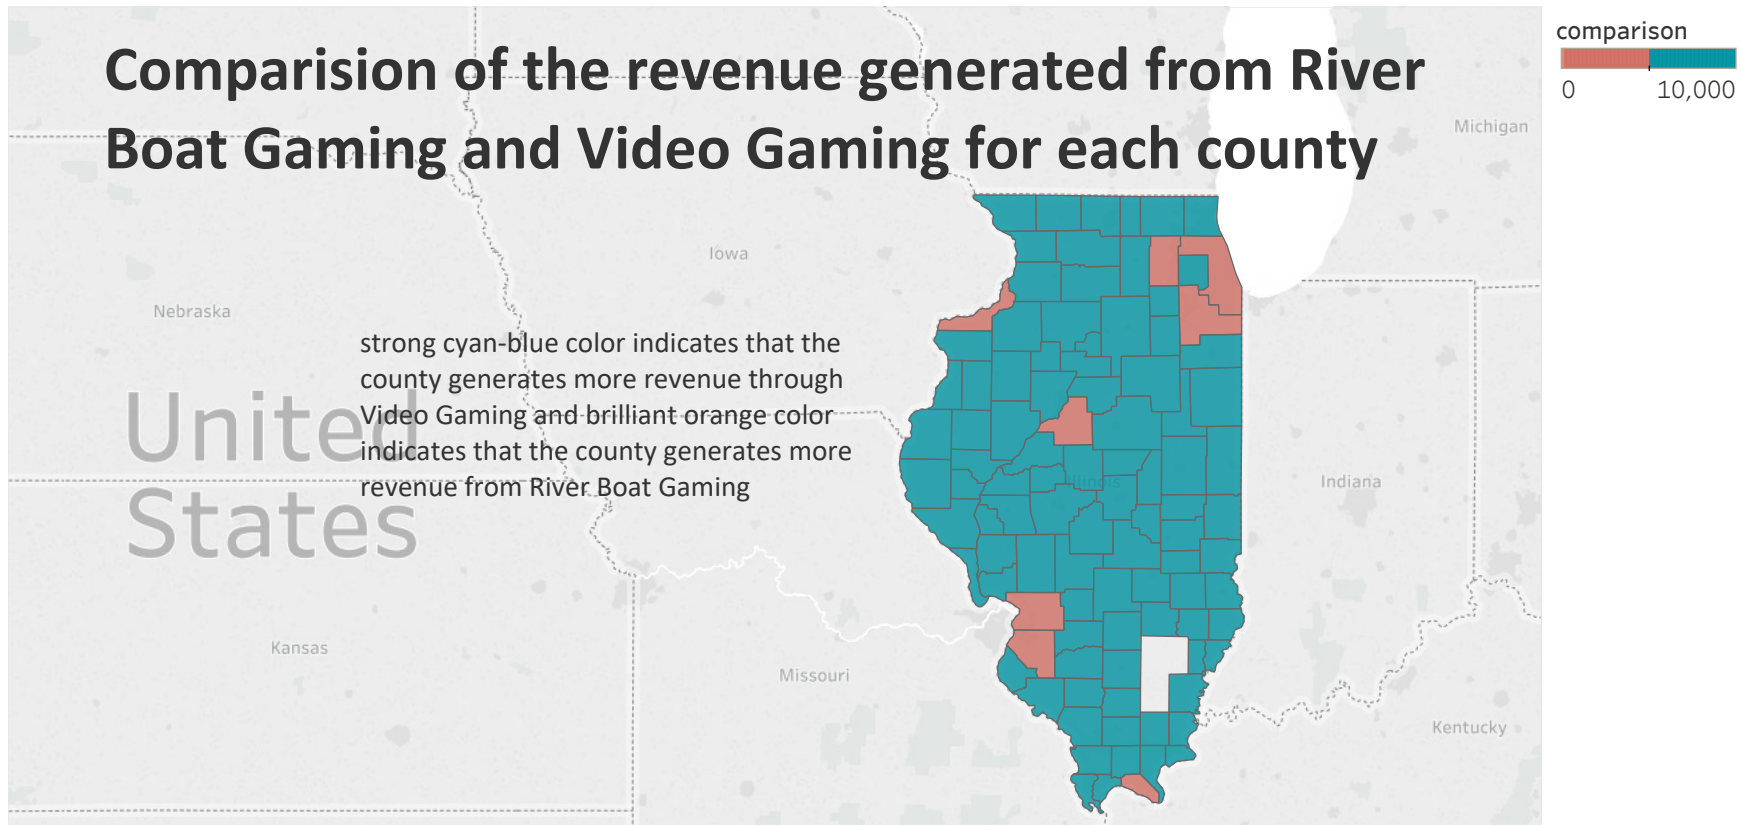 Comparision of the revenue generated from River
Boat Gaming and Video Gaming for each county
comparison
0 10,000
Michigan
Iowa
Nebraska
strong cyan-blue color indicates that the
county generates more revenue through
Video Gaming and brilliant orange color
indicates that the county generates more
revenue from River Boat Gaming
United
States
Illinois
Indiana
Kansas
Missouri
Kentucky